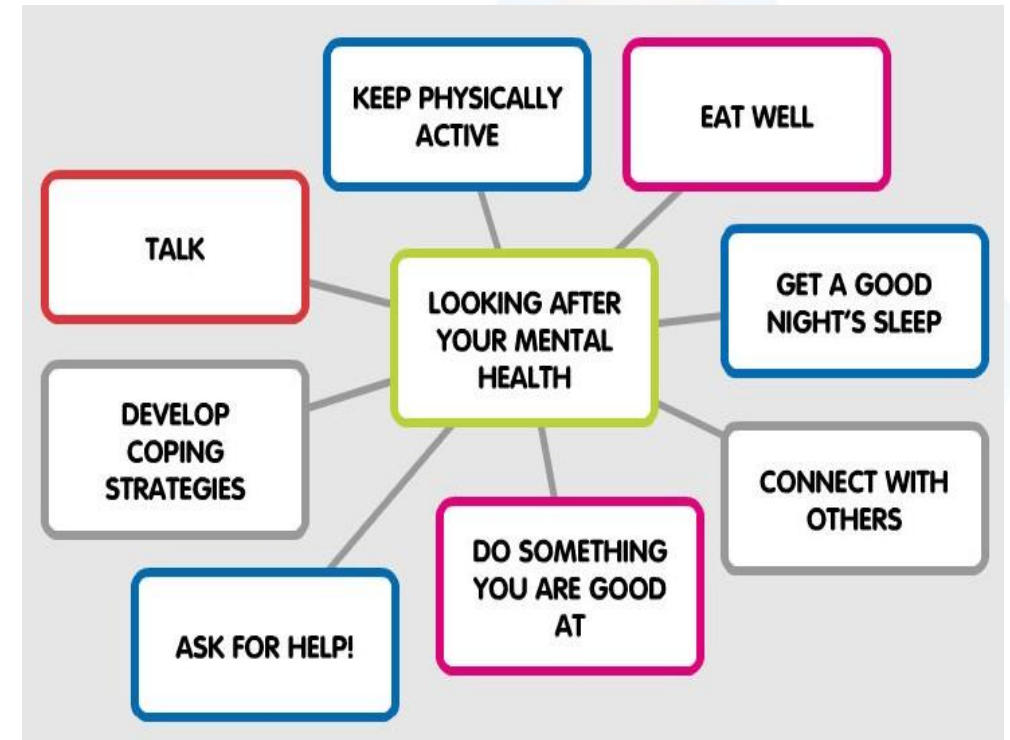 KEEP PHYSICALLY
ACTIVE
EAT WELL
TALK
LOOKING AFTER
YOUR MENTAL
HEALTH
GET A GOOD
NIGHT'S SLEEP
DEVELOP
COPING
STRATEGIES
CONNECT WITH
OTHERS
DO SOMETHING
YOU ARE GOOD
AT
ASK FOR HELP!